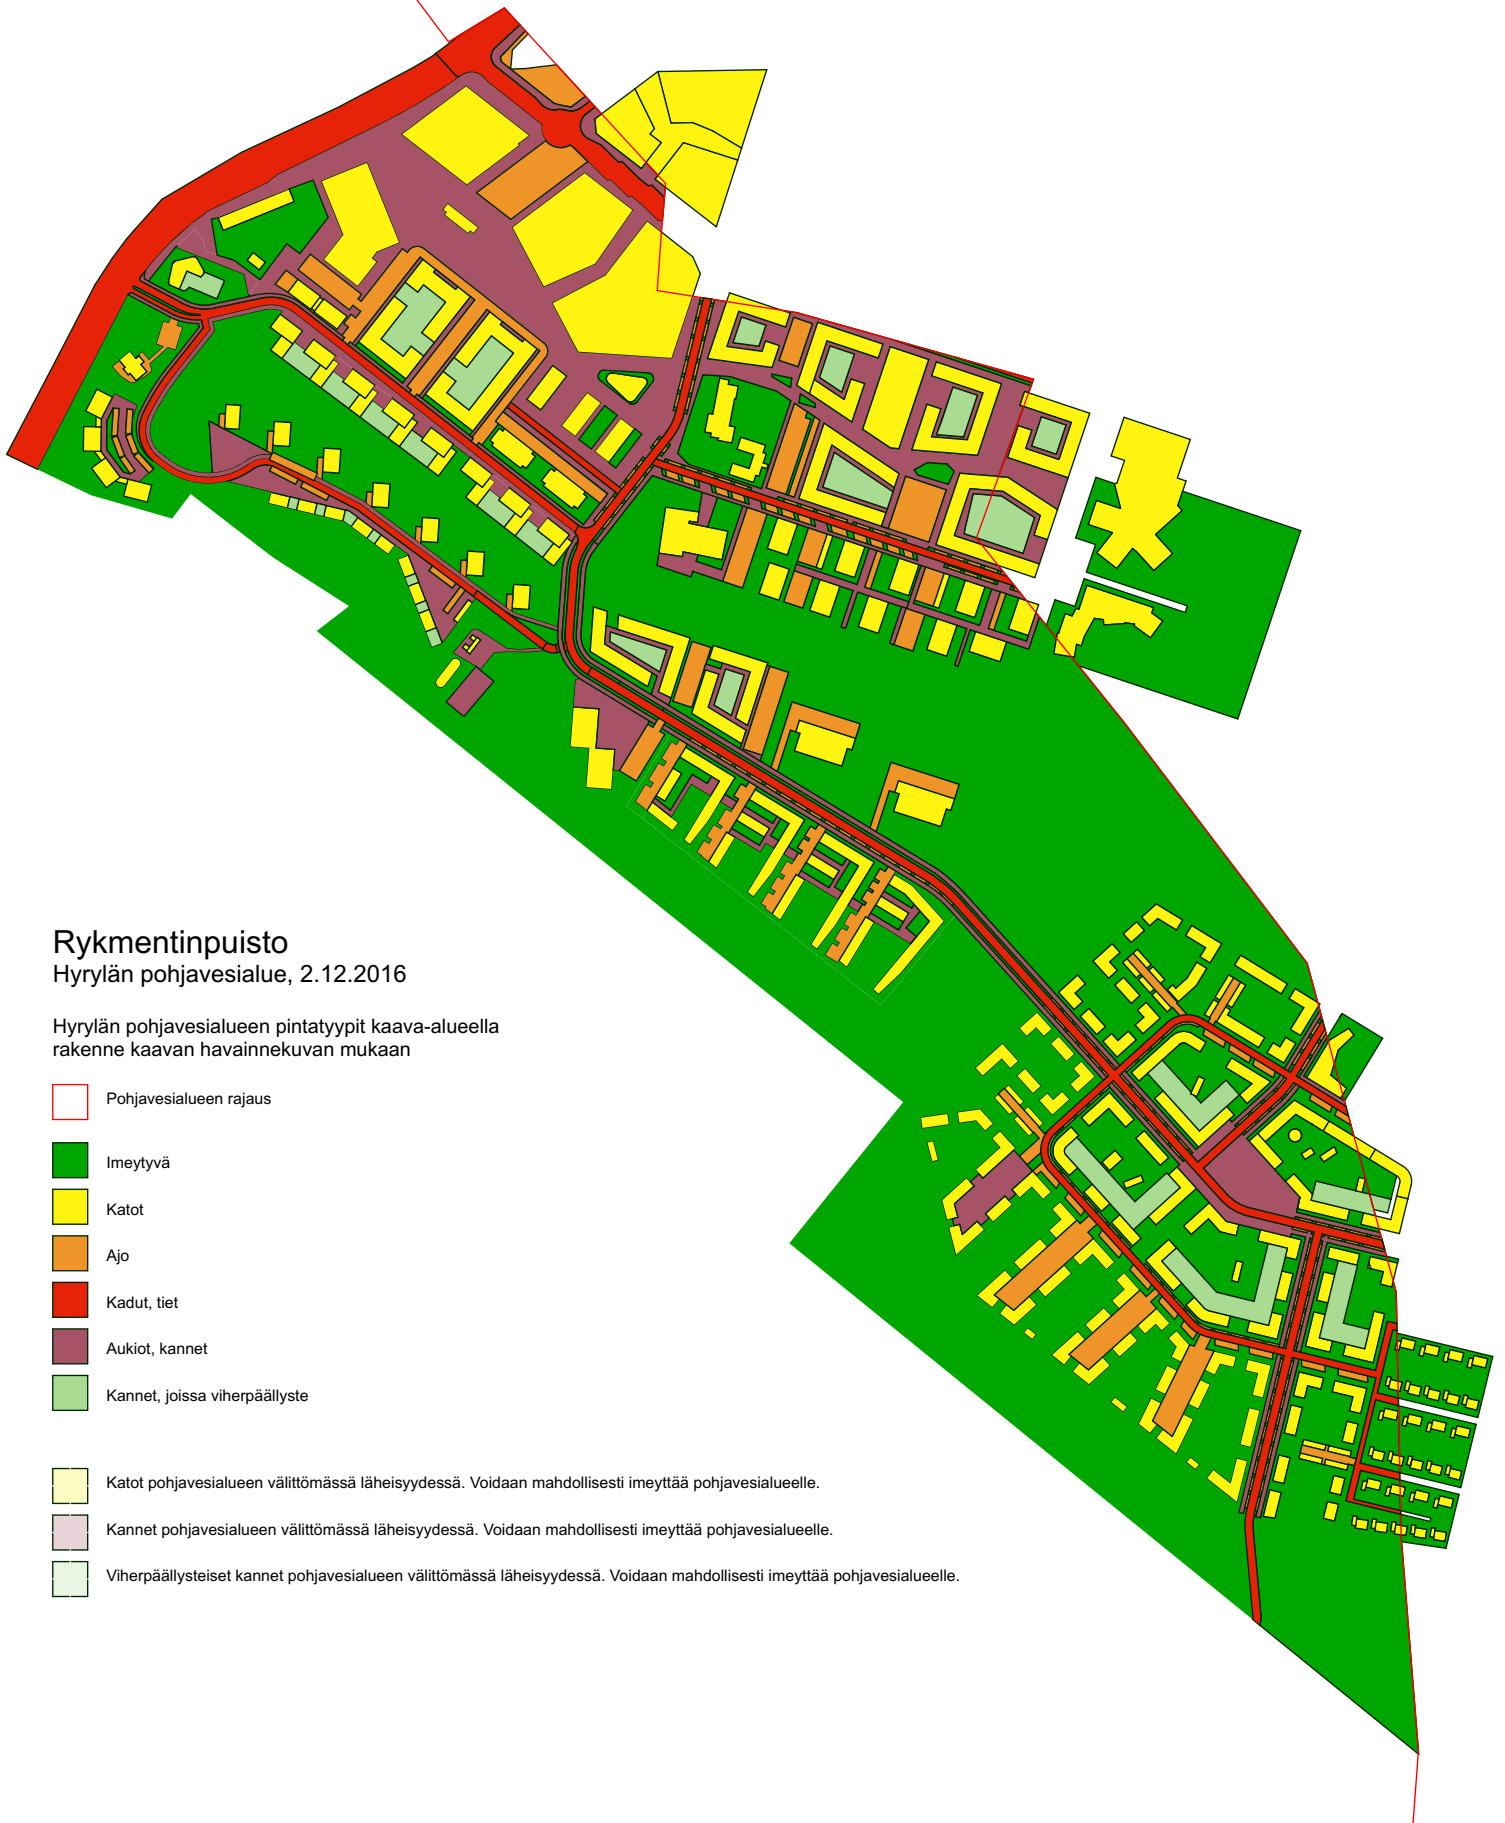 Rykmentinpuisto
Hyrylän pohjavesialue, 2.12.2016
Hyrylän pohjavesialueen pintatyypit kaava-alueella
rakenne kaavan havainnekuvan mukaan
Pohjavesialueen rajaus
Imeytyvä
Katot
Ajo
Kadut, tiet
Aukiot, kannet
Kannet, joissa viherpäällyste
Katot pohjavesialueen välittömässä läheisyydessä. Voidaan mahdollisesti imeyttää pohjavesialueelle.
Kannet pohjavesialueen välittömässä läheisyydessä. Voidaan mahdollisesti imeyttää pohjavesialueelle.
Viherpäällysteiset kannet pohjavesialueen välittömässä läheisyydessä. Voidaan mahdollisesti imeyttää pohjavesialueelle.